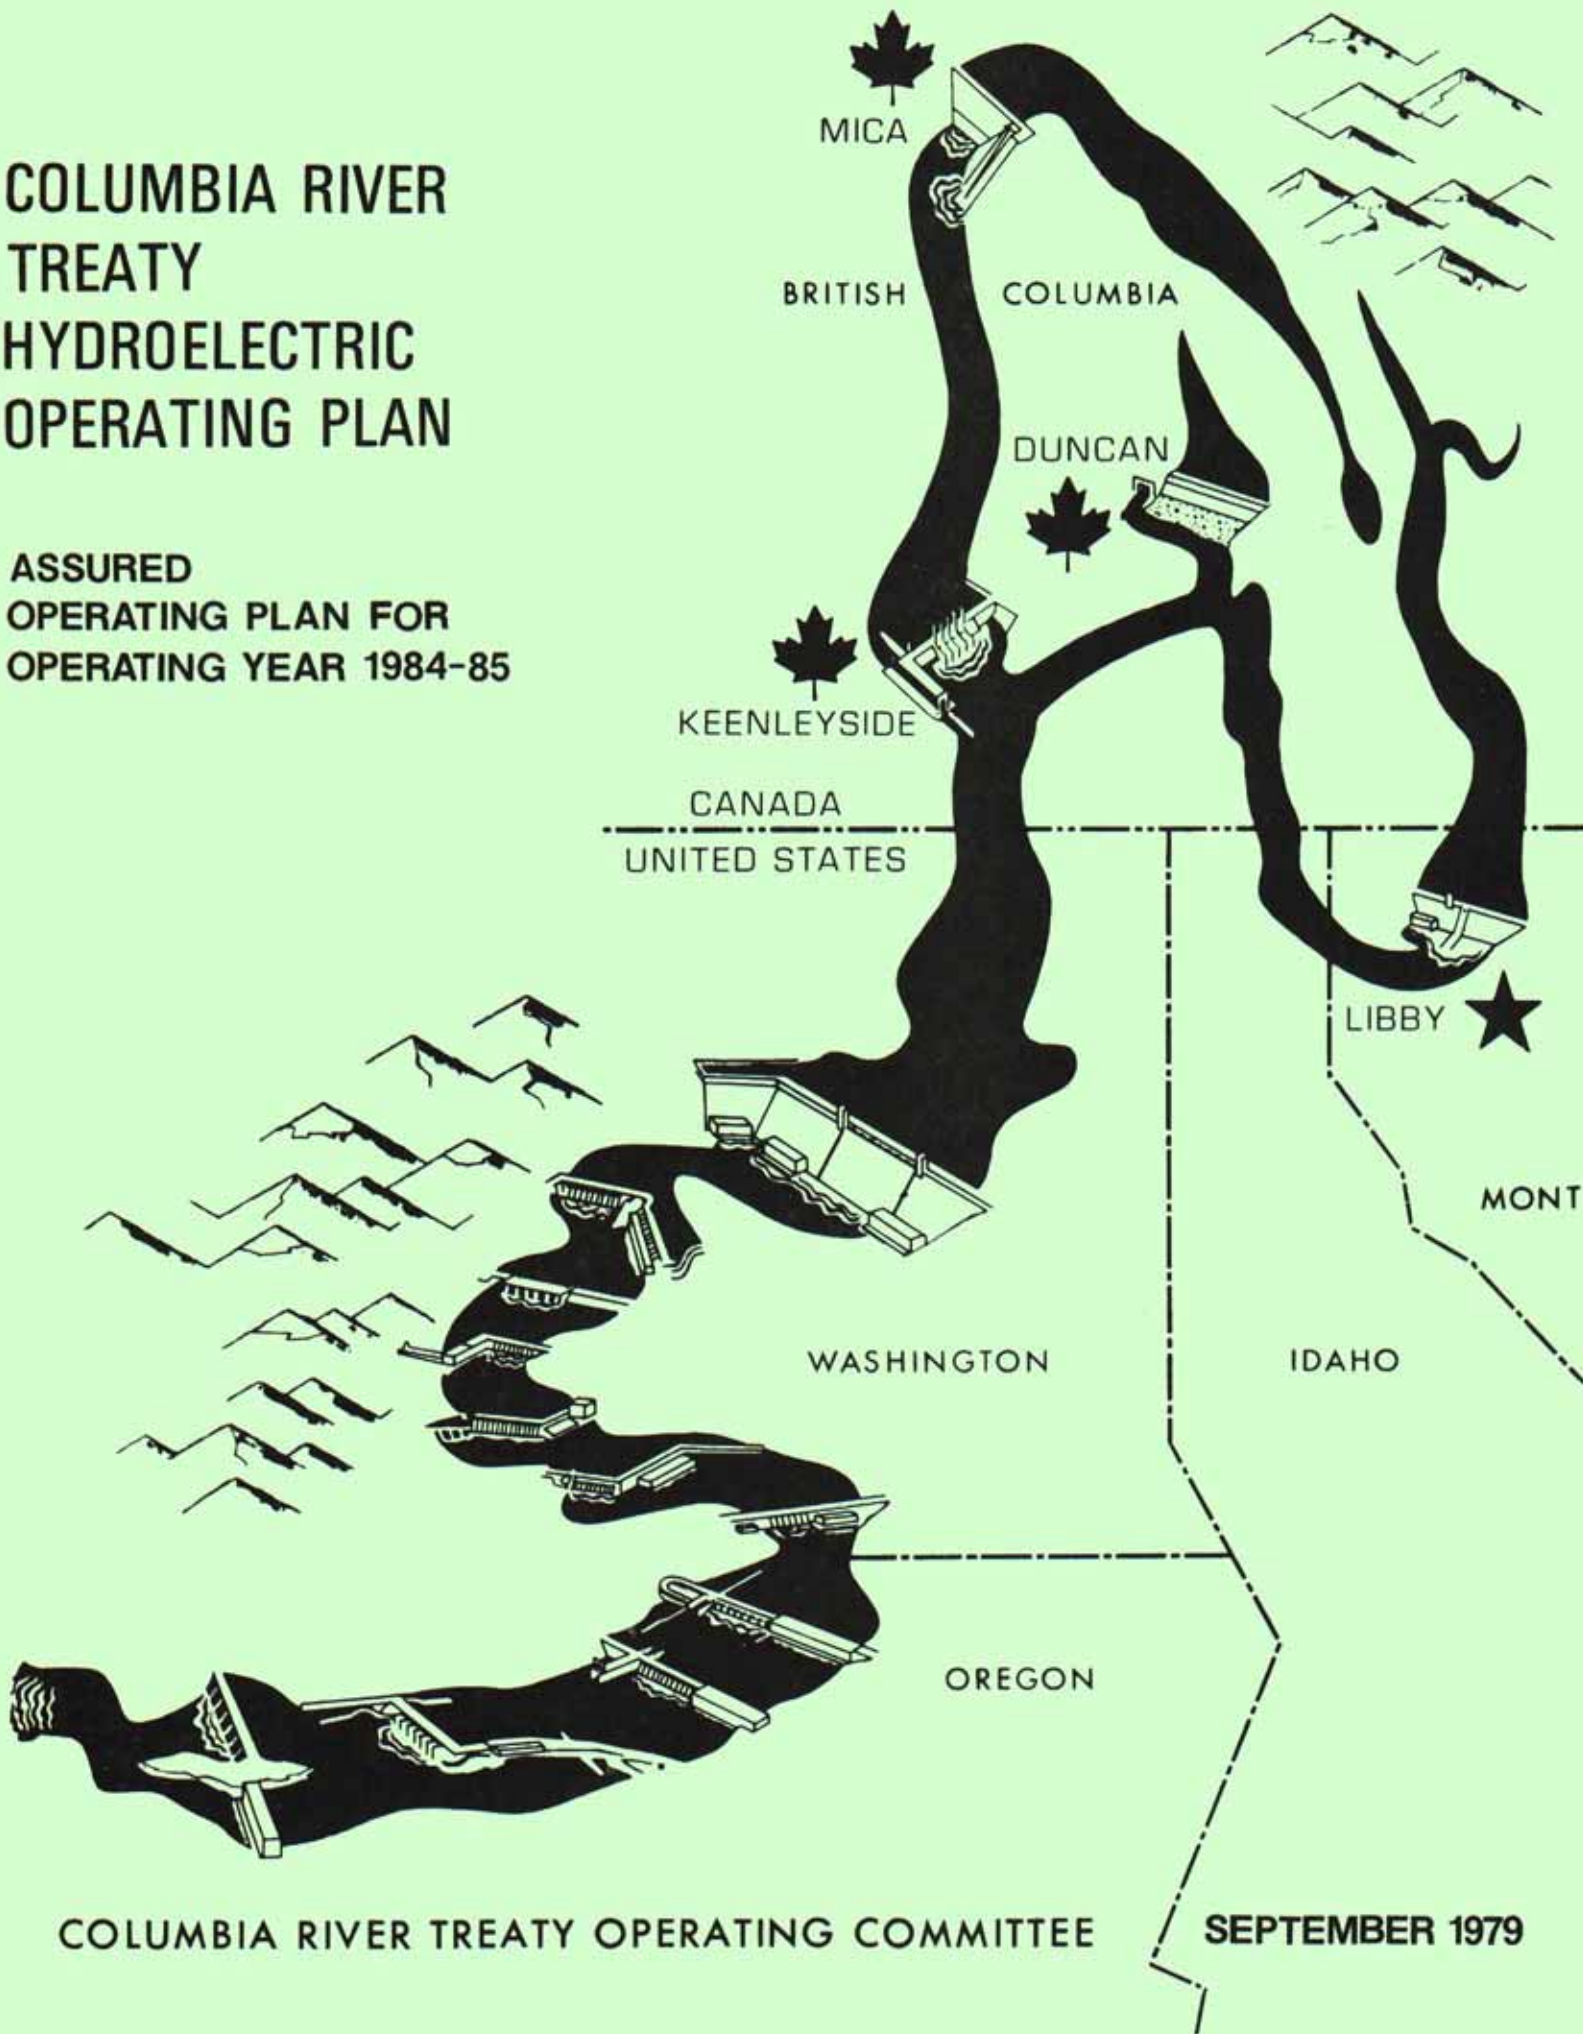 COLUMBIA RIVER
TREATY
HYDROELECTRIC
OPERATING PLAN
ASSURED
OPERATING PLAN FOR
OPERATING YEAR 1984-85
MICA
BRITISH COLUMBIA
DUNCAN
KEENLEYSIDE
CANADA
UNITED STATES
LIBBY
MONT
WASHINGTON
IDAHO
OREGON
COLUMBIA RIVER TREATY OPERATING COMMITTEE
SEPTEMBER 1979